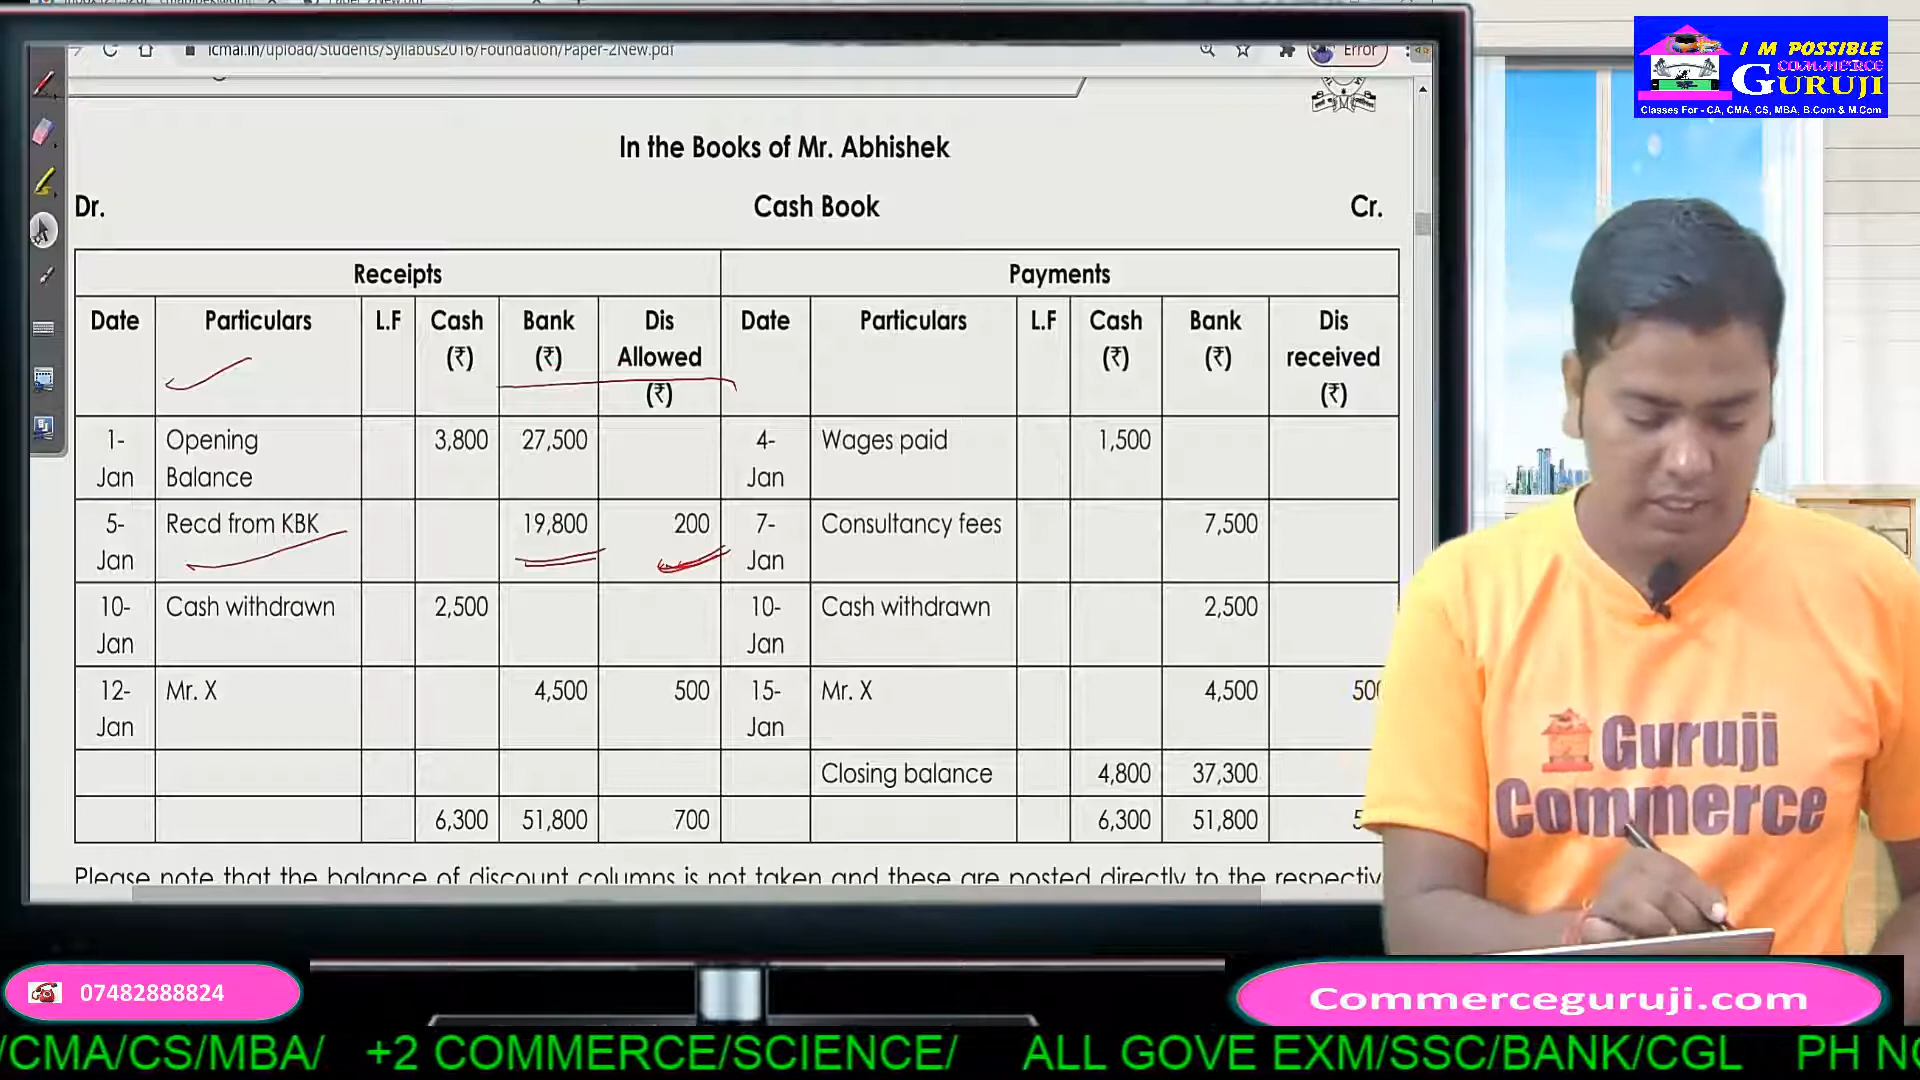 icmai.in/upload/Students/Syllabus2016/Foundation/Paper-2New.pdf
Error
I M POSSIBLE
COMMERCE
GURUJI
Classes For - CA, CMA, CS, MBA, B.Com & M.Com
In the Books of Mr. Abhishek
Dr. Cash Book Cr.
Receipts Payments
Date Particulars L.F Cash (₹) Bank (₹) Dis Allowed (₹) Date Particulars L.F Cash (₹) Bank (₹) Dis received (₹)
1-Jan Opening Balance 3,800 27,500 4-Jan Wages paid 1,500
5-Jan Recd from KBK 19,800 200 7-Jan Consultancy fees 7,500
10-Jan Cash withdrawn 2,500 10-Jan Cash withdrawn 2,500
12-Jan Mr. X 4,500 500 15-Jan Mr. X 4,500 500
Closing balance 4,800 37,300
6,300 51,800 700 6,300 51,800 5
Please note that the balance of discount columns is not taken and these are posted directly to the respectiv
Guruji
Commerce
07482888824
Commerceguruji.com
/CMA/CS/MBA/ +2 COMMERCE/SCIENCE/ ALL GOVE EXM/SSC/BANK/CGL PH NO